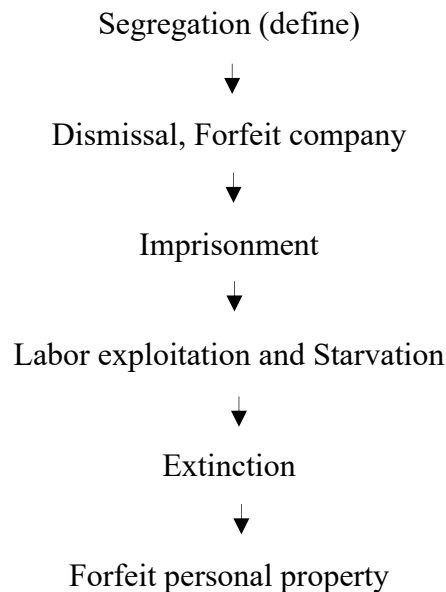 Segregation (define)
Dismissal, Forfeit company
Imprisonment
Labor exploitation and Starvation
Extinction
Forfeit personal property